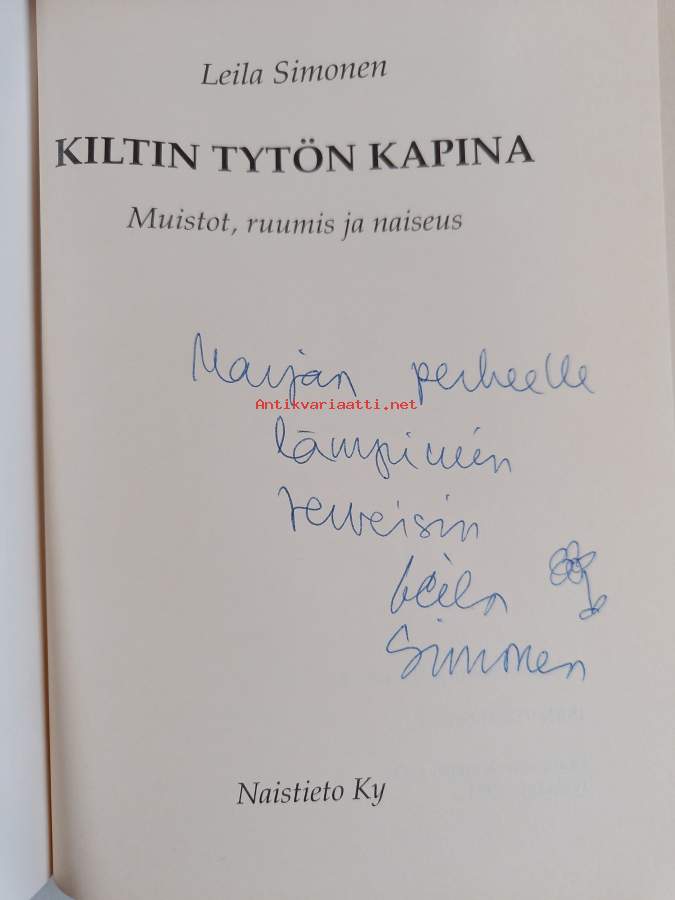 Leila Simonen
KILTIN TYTÖN KAPINA
Muistot, ruumis ja naiseus
Marjan perheelle
Antikvariaatti.net
lämpimin
terveisin
Leila
Simonen
Naistieto Ky